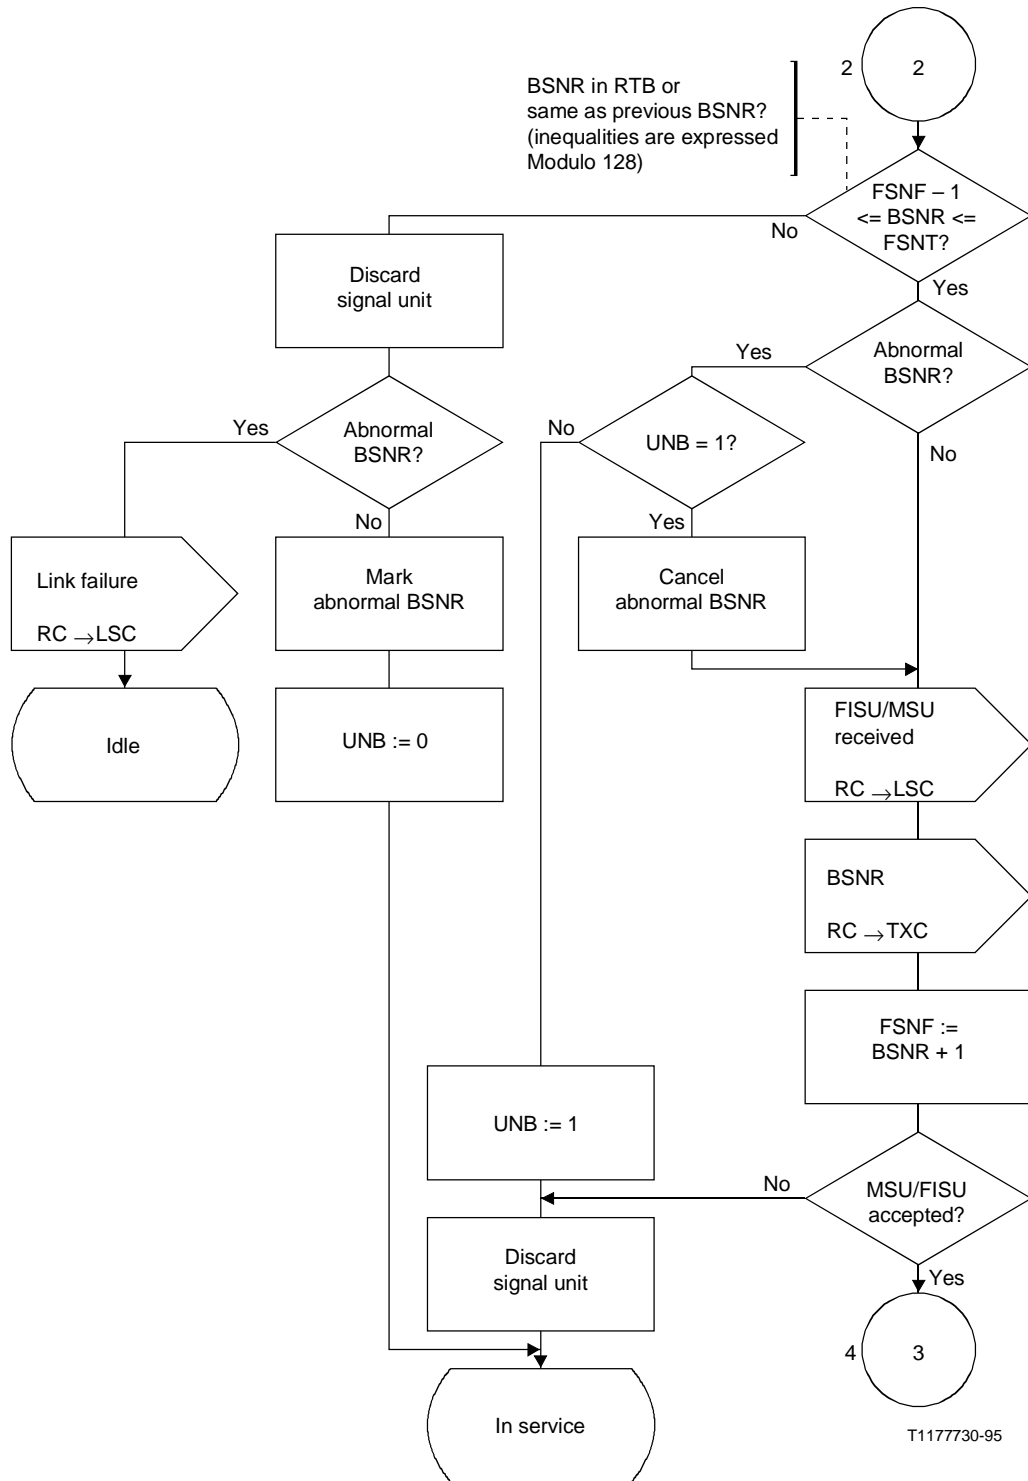 2
2
BSNR in RTB or
same as previous BSNR?
(inequalities are expressed
Modulo 128)
FSNF – 1
<= BSNR <=
FSNT?
No
Yes
Discard
signal unit
Yes
Abnormal
BSNR?
Yes
Abnormal
BSNR?
No
UNB = 1?
No
No
Yes
Link failure
RC →LSC
Mark
abnormal BSNR
Cancel
abnormal BSNR
Idle
UNB := 0
FISU/MSU
received
RC →LSC
BSNR
RC →TXC
FSNF :=
BSNR + 1
UNB := 1
No
MSU/FISU
accepted?
Discard
signal unit
Yes
4
3
In service
T1177730-95